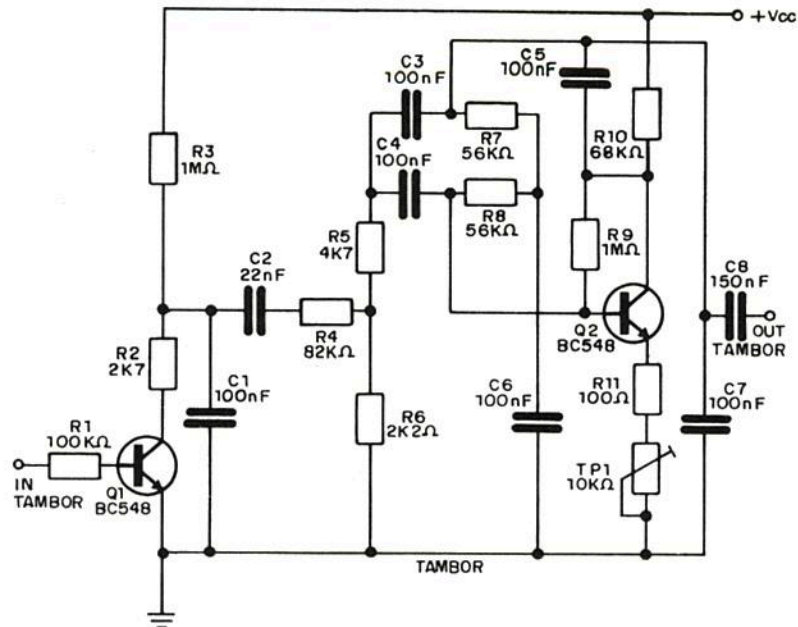 +Vcc
C3
100nF
C5
100nF
R7
56KΩ
R10
68KΩ
C4
100nF
R3
1MΩ
R8
56KΩ
R5
4K7
R9
1MΩ
C2
22nF
C8
150nF
OUT
TAMBOR
R4
82KΩ
Q2
BC548
R2
2K7
C1
100nF
R11
100Ω
C6
100nF
C7
100nF
R6
2K2Ω
R1
100KΩ
TP1
10KΩ
IN
TAMBOR
Q1
BC548
TAMBOR